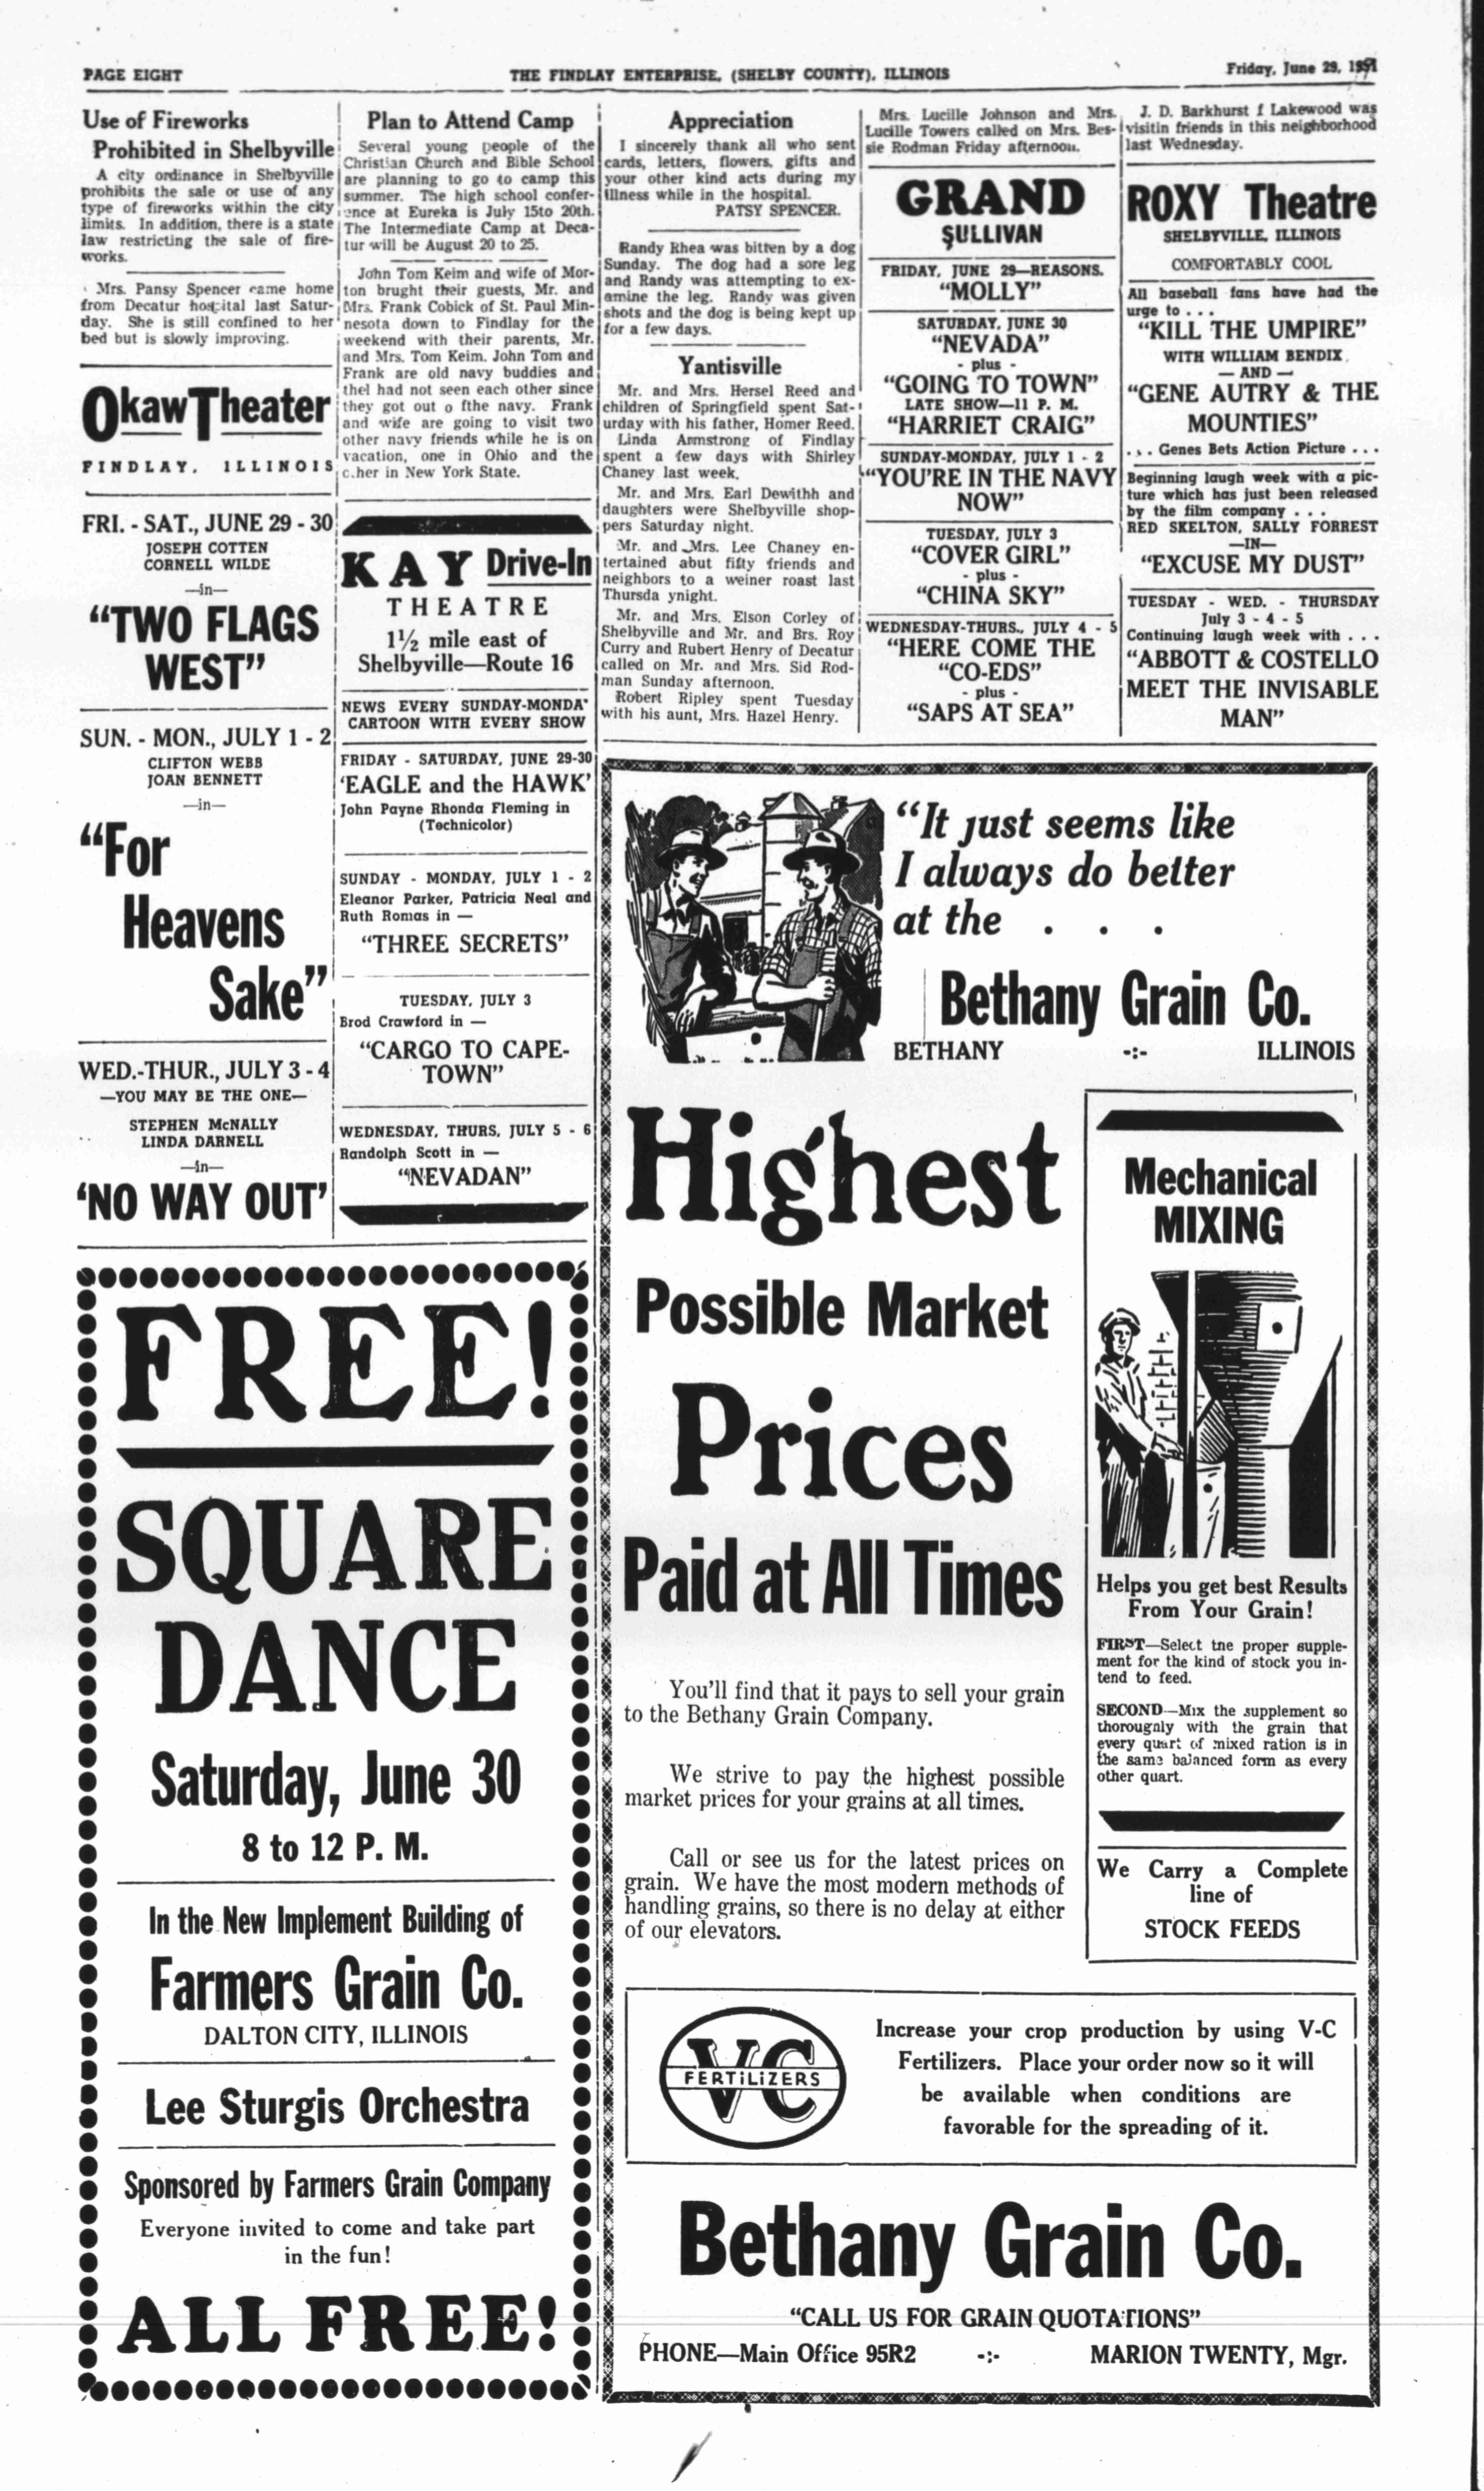 PAGE EIGHT
THE FINDLAY ENTERPRISE, (SHELBY COUNTY), ILLINOIS
Friday, June 29, 1951
Use of Fireworks
Prohibited in Shelbyville
A city ordinance in Shelbyville
prohibits the sale or use of any
type of fireworks within the city
limits. In addition, there is a state
law restricting the sale of fire-
works.
Mrs. Pansy Spencer came home
from Decatur hospital last Satur-
day. She is still confined to her
bed but is slowly improving.
Okaw Theater
FINDLAY, ILLINOIS
FRI. - SAT., JUNE 29 - 30
JOSEPH COTTEN
CORNELL WILDE
—in—
“TWO FLAGS
WEST”
SUN. - MON., JULY 1 - 2
CLIFTON WEBB
JOAN BENNETT
—in—
“For
Heavens
Sake”
WED.-THUR., JULY 3 - 4
—YOU MAY BE THE ONE—
STEPHEN McNALLY
LINDA DARNELL
—in—
‘NO WAY OUT’
Plan to Attend Camp
Several young people of the
Christian Church and Bible School
are planning to go to camp this
summer. The high school confer-
ence at Eureka is July 15to 20th.
The Intermediate Camp at Deca-
tur will be August 20 to 25.
John Tom Keim and wife of Mor-
ton brught their guests, Mr. and
Mrs. Frank Cobick of St. Paul Min-
nesota down to Findlay for the
weekend with their parents, Mr.
and Mrs. Tom Keim. John Tom and
Frank are old navy buddies and
thel had not seen each other since
they got out o fthe navy. Frank
and wife are going to visit two
other navy friends while he is on
vacation, one in Ohio and the
c.her in New York State.
KAY Drive-In
THEATRE
1½ mile east of
Shelbyville—Route 16
NEWS EVERY SUNDAY-MONDA'
CARTOON WITH EVERY SHOW
FRIDAY - SATURDAY, JUNE 29-30
‘EAGLE and the HAWK’
John Payne Rhonda Fleming in
(Technicolor)
SUNDAY - MONDAY, JULY 1 - 2
Eleanor Parker, Patricia Neal and
Ruth Romas in —
“THREE SECRETS”
TUESDAY, JULY 3
Brod Crawford in —
“CARGO TO CAPE-
TOWN”
WEDNESDAY, THURS, JULY 5 - 6
Randolph Scott in —
“NEVADAN”
Appreciation
I sincerely thank all who sent
cards, letters, flowers, gifts and
your other kind acts during my
illness while in the hospital.
PATSY SPENCER.
Randy Rhea was bitten by a dog
Sunday. The dog had a sore leg
and Randy was attempting to ex-
amine the leg. Randy was given
shots and the dog is being kept up
for a few days.
Yantisville
Mr. and Mrs. Hersel Reed and
children of Springfield spent Sat-
urday with his father, Homer Reed.
Linda Armstrong of Findlay
spent a few days with Shirley
Chaney last week.
Mr. and Mrs. Earl Dewithh and
daughters were Shelbyville shop-
pers Saturday night.
Mr. and Mrs. Lee Chaney en-
tertained abut fifty friends and
neighbors to a weiner roast last
Thursda ynight.
Mr. and Mrs. Elson Corley of
Shelbyville and Mr. and Brs. Roy
Curry and Rubert Henry of Decatur
called on Mr. and Mrs. Sid Rod-
man Sunday afternoon.
Robert Ripley spent Tuesday
with his aunt, Mrs. Hazel Henry.
Mrs. Lucille Johnson and Mrs.
Lucille Towers called on Mrs. Bes-
sie Rodman Friday afternoon.
GRAND
SULLIVAN
FRIDAY, JUNE 29—REASONS.
“MOLLY”
SATURDAY, JUNE 30
“NEVADA”
- plus -
“GOING TO TOWN”
LATE SHOW—11 P. M.
“HARRIET CRAIG”
SUNDAY-MONDAY, JULY 1 - 2
“YOU'RE IN THE NAVY
NOW”
TUESDAY, JULY 3
“COVER GIRL”
- plus -
“CHINA SKY”
WEDNESDAY-THURS., JULY 4 - 5
“HERE COME THE
“CO-EDS”
- plus -
“SAPS AT SEA”
J. D. Barkhurst f Lakewood was
visitin friends in this neighborhood
last Wednesday.
ROXY Theatre
SHELBYVILLE, ILLINOIS
COMFORTABLY COOL
All baseball fans have had the
urge to . . .
“KILL THE UMPIRE”
WITH WILLIAM BENDIX
— AND —
“GENE AUTRY & THE
MOUNTIES”
. . . Genes Bets Action Picture . . .
Beginning laugh week with a pic-
ture which has just been released
by the film company . . .
RED SKELTON, SALLY FORREST
—IN—
“EXCUSE MY DUST”
TUESDAY - WED. - THURSDAY
July 3 - 4 - 5
Continuing laugh week with . . .
“ABBOTT & COSTELLO
MEET THE INVISABLE
MAN”
FREE!
SQUARE
DANCE
Saturday, June 30
8 to 12 P. M.
In the New Implement Building of
Farmers Grain Co.
DALTON CITY, ILLINOIS
Lee Sturgis Orchestra
Sponsored by Farmers Grain Company
Everyone invited to come and take part
in the fun!
ALL FREE!
“It just seems like
I always do better
at the . . .
Bethany Grain Co.
BETHANY -:- ILLINOIS
Highest
Possible Market
Prices
Paid at All Times
You'll find that it pays to sell your grain
to the Bethany Grain Company.
We strive to pay the highest possible
market prices for your grains at all times.
Call or see us for the latest prices on
grain. We have the most modern methods of
handling grains, so there is no delay at either
of our elevators.
Mechanical
MIXING
Helps you get best Results
From Your Grain!
FIRST—Select tne proper supple-
ment for the kind of stock you in-
tend to feed.
SECOND—Mix the supplement so
thoroughly with the grain that
every quart of mixed ration is in
the same balanced form as every
other quart.
We Carry a Complete
line of
STOCK FEEDS
VC
FERTILIZERS
Increase your crop production by using V-C
Fertilizers. Place your order now so it will
be available when conditions are
favorable for the spreading of it.
Bethany Grain Co.
“CALL US FOR GRAIN QUOTATIONS”
PHONE—Main Office 95R2 -:- MARION TWENTY, Mgr.